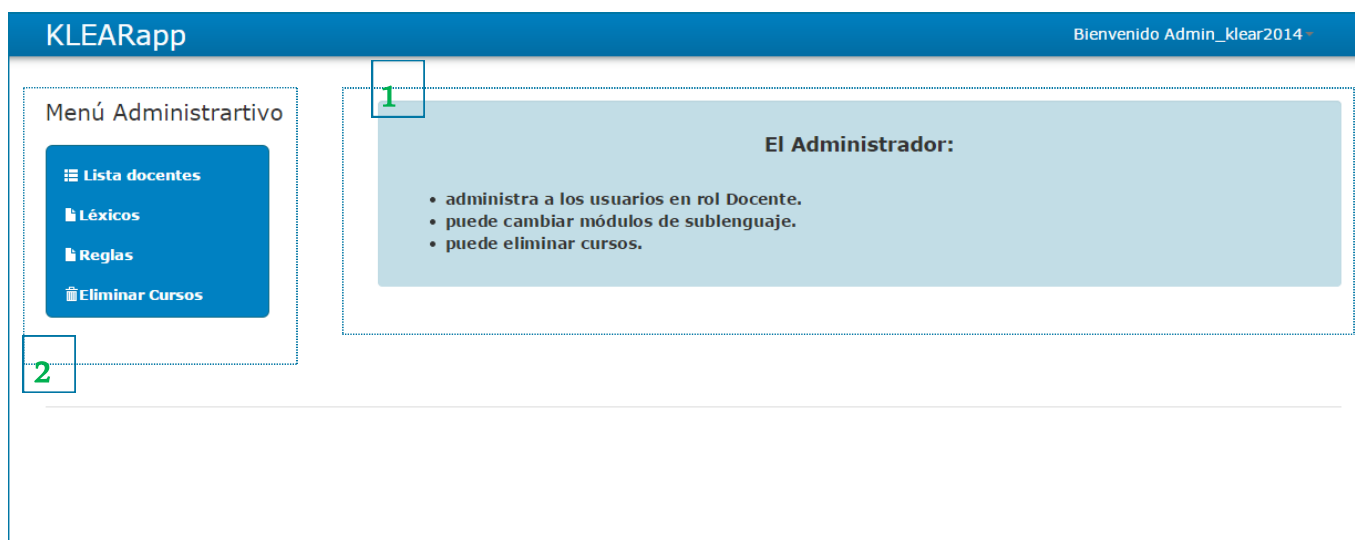 KLEARapp
Bienvenido Admin_klear2014
1
Menú Administrartivo
El Administrador:
Lista docentes
Léxicos
Reglas
Eliminar Cursos
• administra a los usuarios en rol Docente.
• puede cambiar módulos de sublenguaje.
• puede eliminar cursos.
2